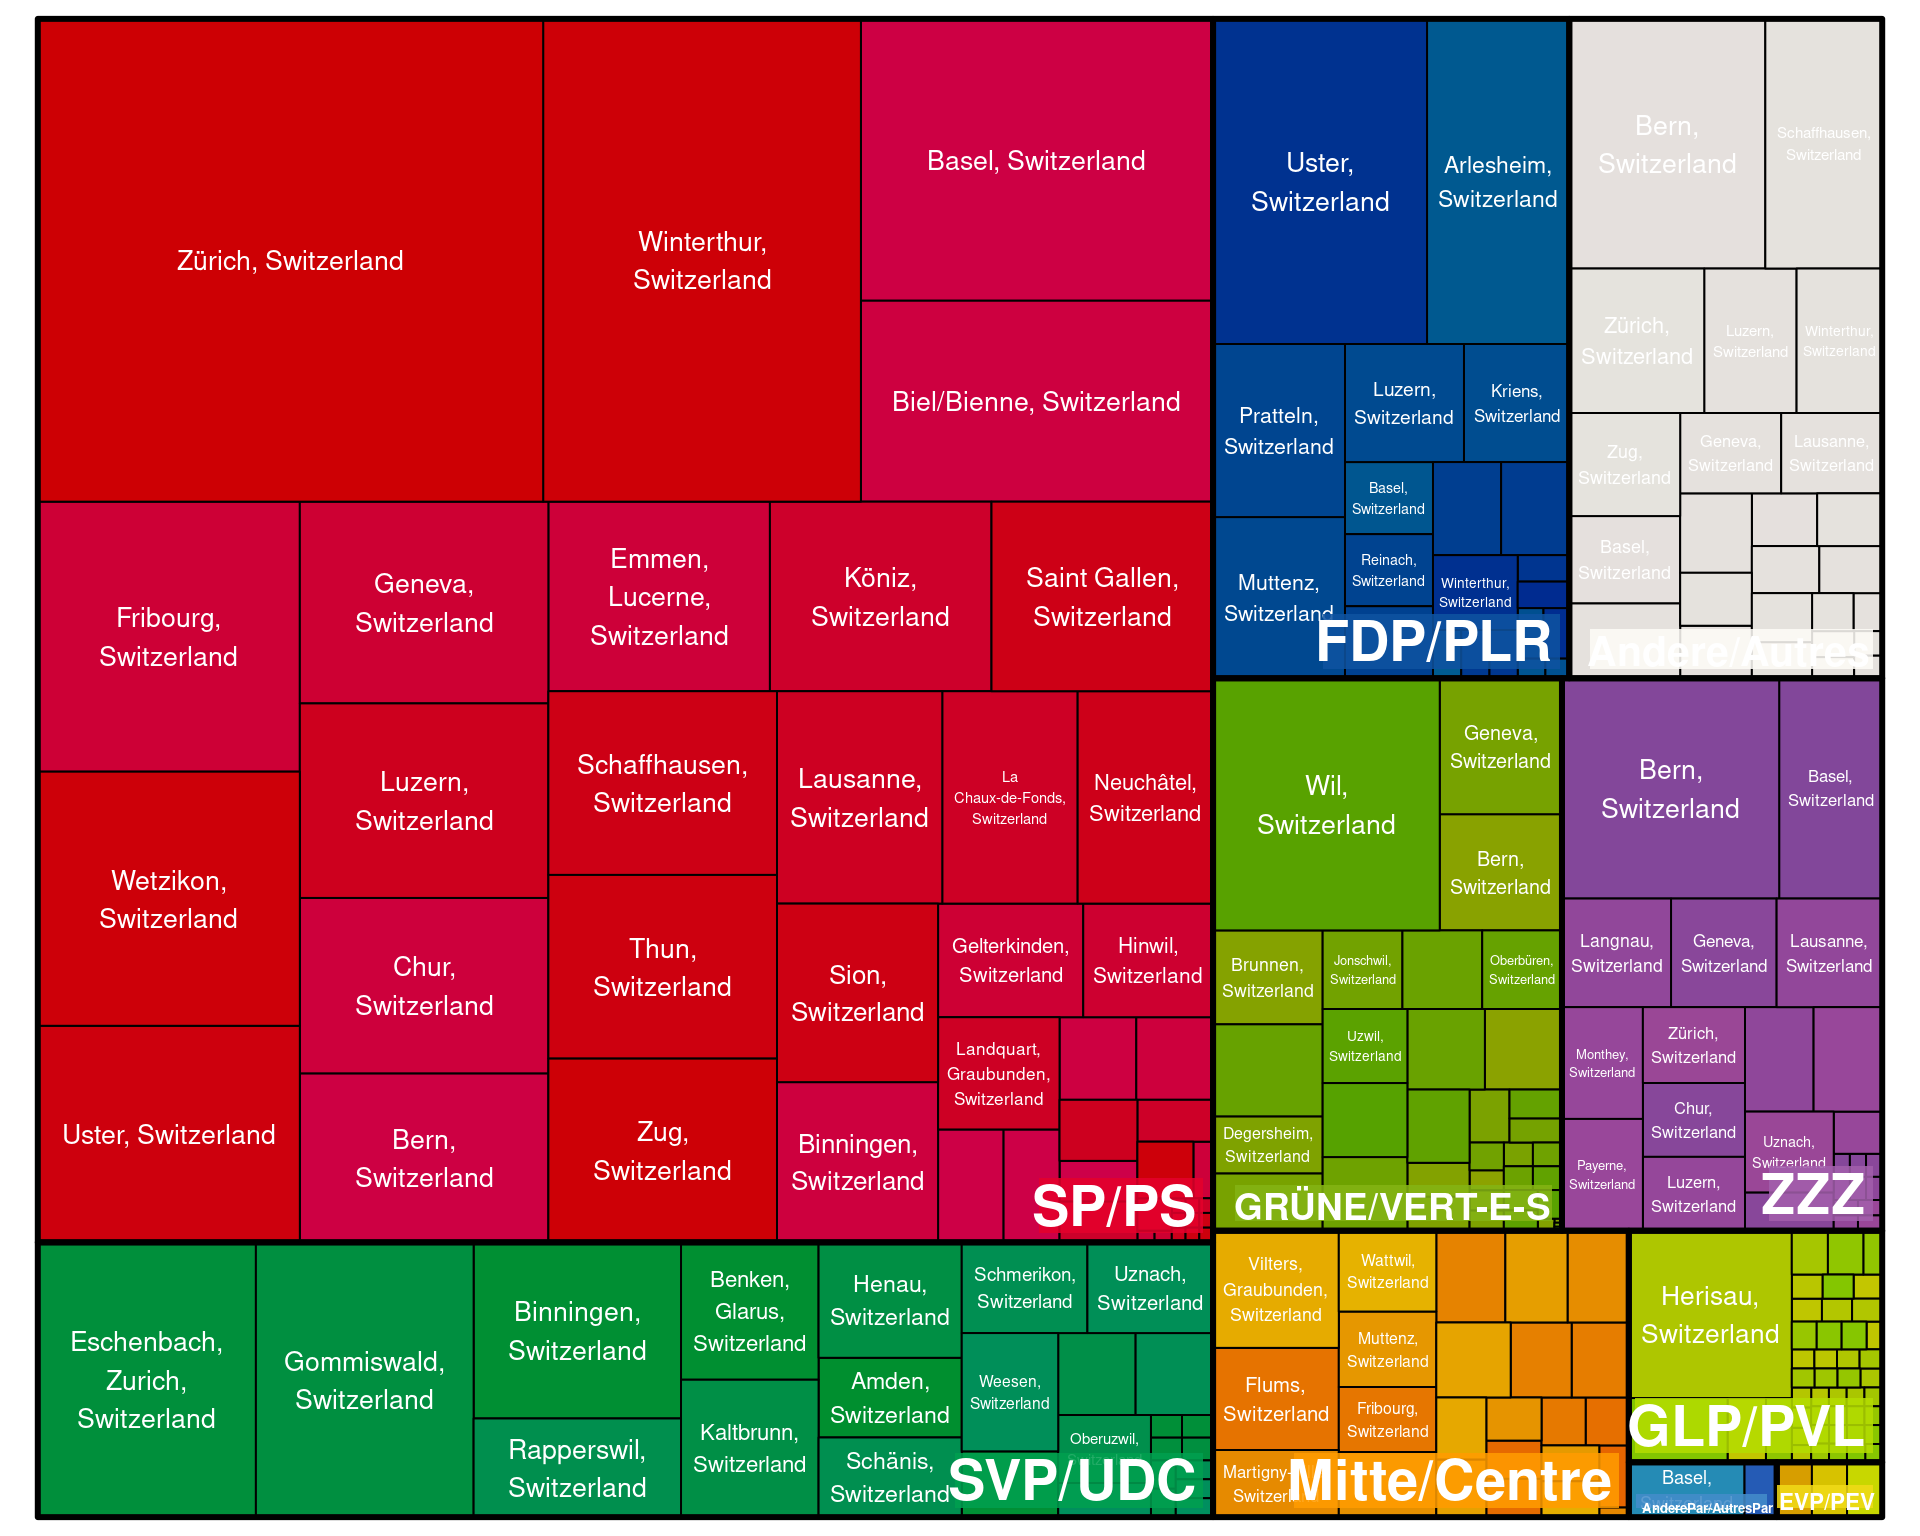 Zürich, Switzerland
Winterthur,
Switzerland
Basel, Switzerland
Biel/Bienne, Switzerland
Fribourg,
Switzerland
Geneva,
Switzerland
Emmen,
Lucerne,
Switzerland
Köniz,
Switzerland
Saint Gallen,
Switzerland
Luzern,
Switzerland
Schaffhausen,
Switzerland
Lausanne,
Switzerland
La
Chaux-de-Fonds,
Switzerland
Neuchâtel,
Switzerland
Wetzikon,
Switzerland
Chur,
Switzerland
Thun,
Switzerland
Sion,
Switzerland
Gelterkinden,
Switzerland
Hinwil,
Switzerland
Landquart,
Graubunden,
Switzerland
Uster, Switzerland
Bern,
Switzerland
Zug,
Switzerland
Binningen,
Switzerland
SP/PS
Eschenbach,
Zurich,
Switzerland
Gommiswald,
Switzerland
Binningen,
Switzerland
Rapperswil,
Switzerland
Benken,
Glarus,
Switzerland
Kaltbrunn,
Switzerland
Henau,
Switzerland
Amden,
Switzerland
Schänis,
Switzerland
Schmerikon,
Switzerland
Uznach,
Switzerland
Weesen,
Switzerland
Oberuzwil,
SVP/UDC
Uster,
Switzerland
Arlesheim,
Switzerland
Pratteln,
Switzerland
Luzern,
Switzerland
Kriens,
Switzerland
Basel,
Switzerland
Reinach,
Switzerland
Winterthur,
Switzerland
Muttenz,
Switzerland
FDP/PLR
Bern,
Switzerland
Schaffhausen,
Switzerland
Zürich,
Switzerland
Luzern,
Switzerland
Winterthur,
Switzerland
Zug,
Switzerland
Geneva,
Switzerland
Lausanne,
Switzerland
Basel,
Switzerland
Andere/Autres
Wil,
Switzerland
Geneva,
Switzerland
Bern,
Switzerland
Brunnen,
Switzerland
Jonschwil,
Switzerland
Oberbüren,
Switzerland
Uzwil,
Switzerland
Degersheim,
Switzerland
GRÜNE/VERT-E-S
Bern,
Switzerland
Basel,
Switzerland
Langnau,
Switzerland
Geneva,
Switzerland
Lausanne,
Switzerland
Monthey,
Switzerland
Zürich,
Switzerland
Chur,
Switzerland
Payerne,
Switzerland
Luzern,
Switzerland
Uznach,
Switzerland
ZZZ
Vilters,
Graubunden,
Switzerland
Wattwil,
Switzerland
Muttenz,
Switzerland
Flums,
Switzerland
Fribourg,
Switzerland
Mitte/Centre
Herisau,
Switzerland
GLP/PVL
Basel,
AnderePar/AutresPar
EVP/PEV